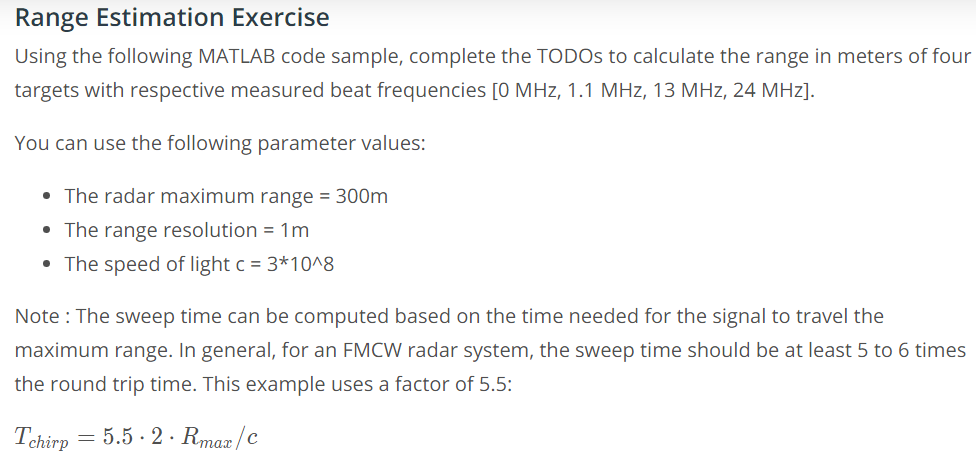 Range Estimation Exercise
Using the following MATLAB code sample, complete the TODOs to calculate the range in meters of four
targets with respective measured beat frequencies [0 MHz, 1.1 MHz, 13 MHz, 24 MHz].
You can use the following parameter values:
• The radar maximum range = 300m
• The range resolution = 1m
• The speed of light c = 3*10^8
Note : The sweep time can be computed based on the time needed for the signal to travel the
maximum range. In general, for an FMCW radar system, the sweep time should be at least 5 to 6 times
the round trip time. This example uses a factor of 5.5:
T_{chirp} = 5.5 · 2 · R_{max}/c